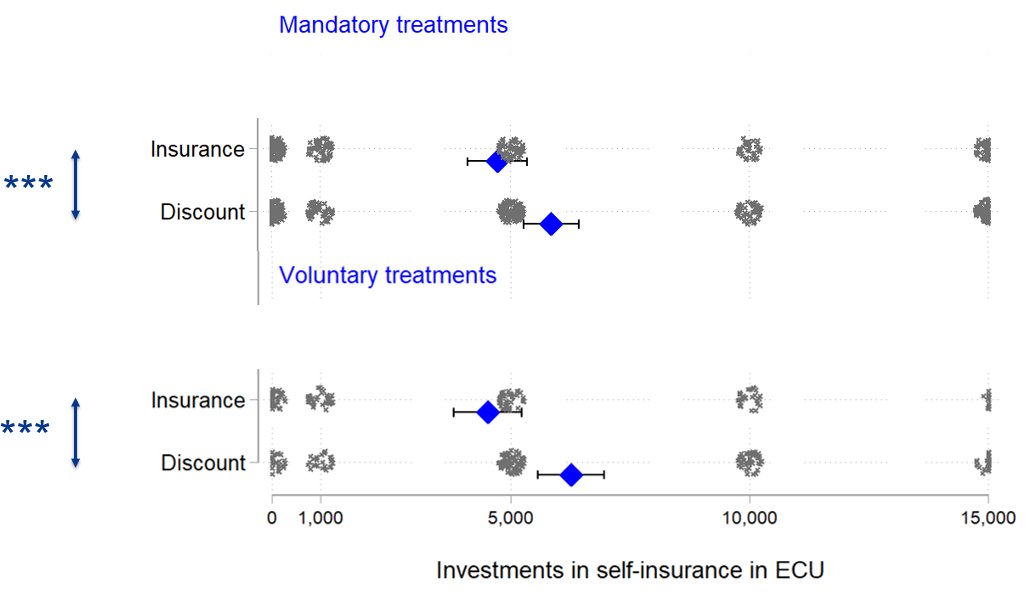 Mandatory treatments
Insurance
***
Discount
Voluntary treatments
Insurance
***
Discount
0 1,000 5,000 10,000 15,000
Investments in self-insurance in ECU